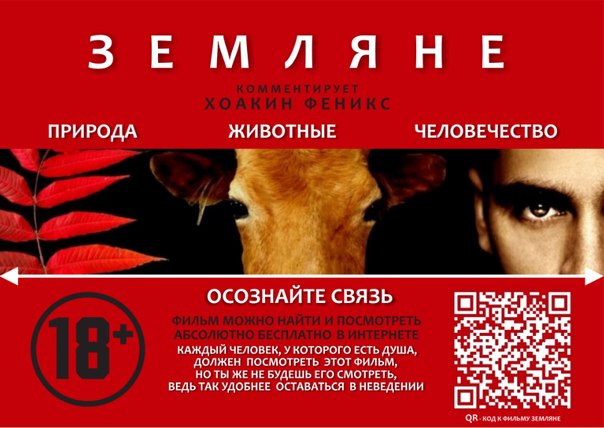 ЗЕМЛЯНЕ
КОММЕНТИРУЕТ
ХОАКИН ФЕНИКС
ПРИРОДА ЖИВОТНЫЕ ЧЕЛОВЕЧЕСТВО
ОСОЗНАЙТЕ СВЯЗЬ
18+
ФИЛЬМ МОЖНО НАЙТИ И ПОСМОТРЕТЬ
АБСОЛЮТНО БЕСПЛАТНО В ИНТЕРНЕТЕ
КАЖДЫЙ ЧЕЛОВЕК, У КОТОРОГО ЕСТЬ ДУША,
ДОЛЖЕН ПОСМОТРЕТЬ ЭТОТ ФИЛЬМ,
НО ТЫ ЖЕ НЕ БУДЕШЬ ЕГО СМОТРЕТЬ,
ВЕДЬ ТАК УДОБНЕЕ ОСТАВАТЬСЯ В НЕВЕДЕНИИ
QR - КОД К ФИЛЬМУ ЗЕМЛЯНЕ